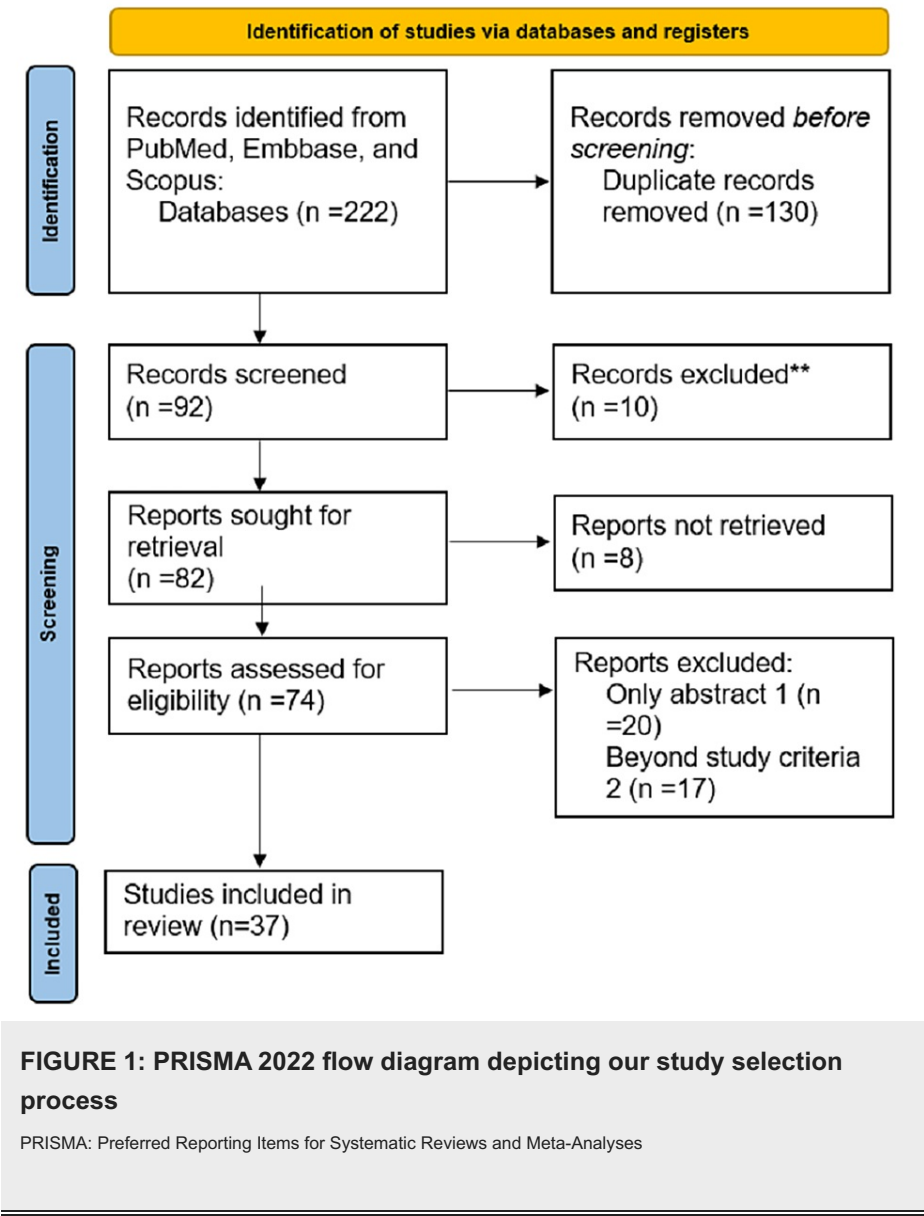 Identification of studies via databases and registers
Identification
Records identified from
PubMed, Embbase, and
Scopus:
Databases (n =222)
Records removed before
screening:
Duplicate records
removed (n =130)
Screening
Records screened
(n =92)
Records excluded**
(n =10)
Reports sought for
retrieval
(n =82)
Reports not retrieved
(n =8)
Reports assessed for
eligibility (n =74)
Reports excluded:
Only abstract 1 (n
=20)
Beyond study criteria
2 (n =17)
Included
Studies included in
review (n=37)
FIGURE 1: PRISMA 2022 flow diagram depicting our study selection
process
PRISMA: Preferred Reporting Items for Systematic Reviews and Meta-Analyses